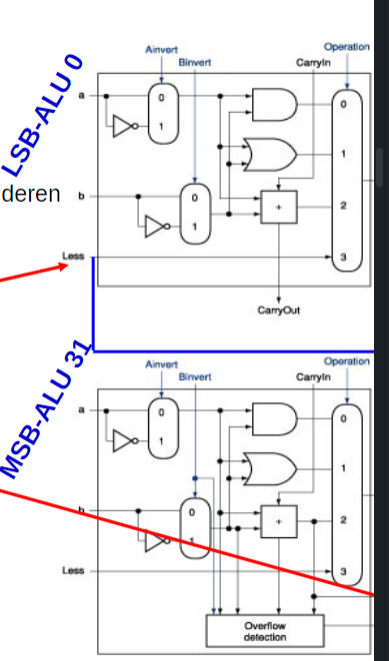 Operation
Ainvert
Binvert
CarryIn
LSB-ALU 0
a
0
1
0
1
deren
b
0
1
+
2
Less
3
CarryOut
MSB-ALU 31
Operation
Ainvert
Binvert
CarryIn
a
0
1
0
1
b
0
1
+
2
Less
3
Overflow
detection